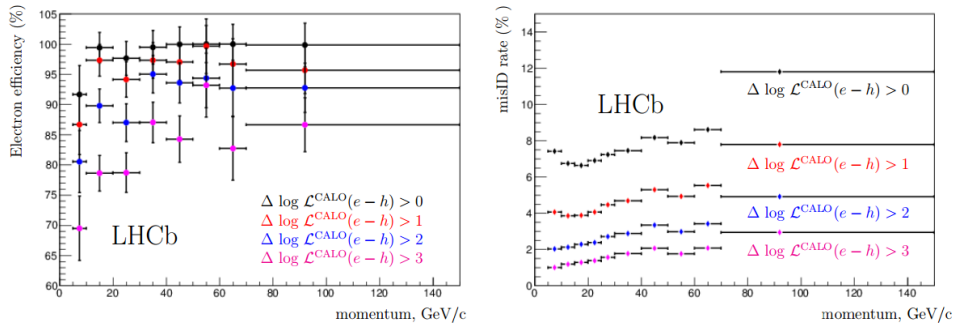 Electron efficiency (%)
105
100
95
90
85
80
75
70
65
60
LHCb
Δ log 𝓛^CALO(e − h) > 0
Δ log 𝓛^CALO(e − h) > 1
Δ log 𝓛^CALO(e − h) > 2
Δ log 𝓛^CALO(e − h) > 3
0 20 40 60 80 100 120 140
momentum, GeV/c
misID rate (%)
14
12
10
8
6
4
2
0
LHCb
Δ log 𝓛^CALO(e − h) > 0
Δ log 𝓛^CALO(e − h) > 1
Δ log 𝓛^CALO(e − h) > 2
Δ log 𝓛^CALO(e − h) > 3
0 20 40 60 80 100 120 140
momentum, GeV/c